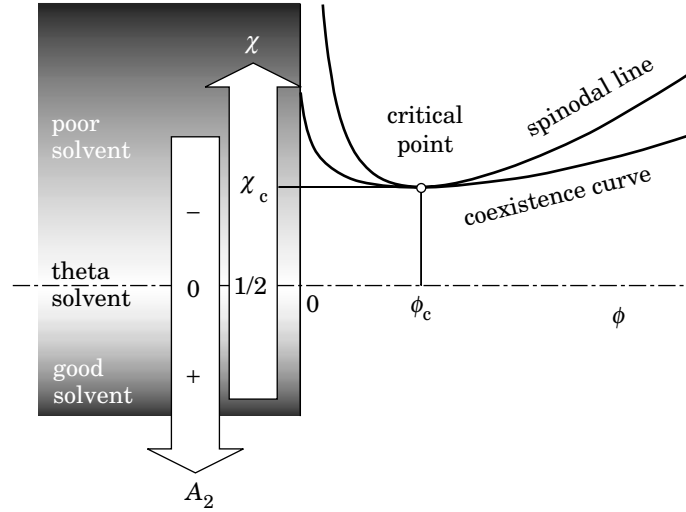 χ
poor
solvent
critical
point
spinodal line
χc
coexistence curve
−
theta
solvent
0
1/2
0
ϕc
ϕ
good
solvent
+
A2